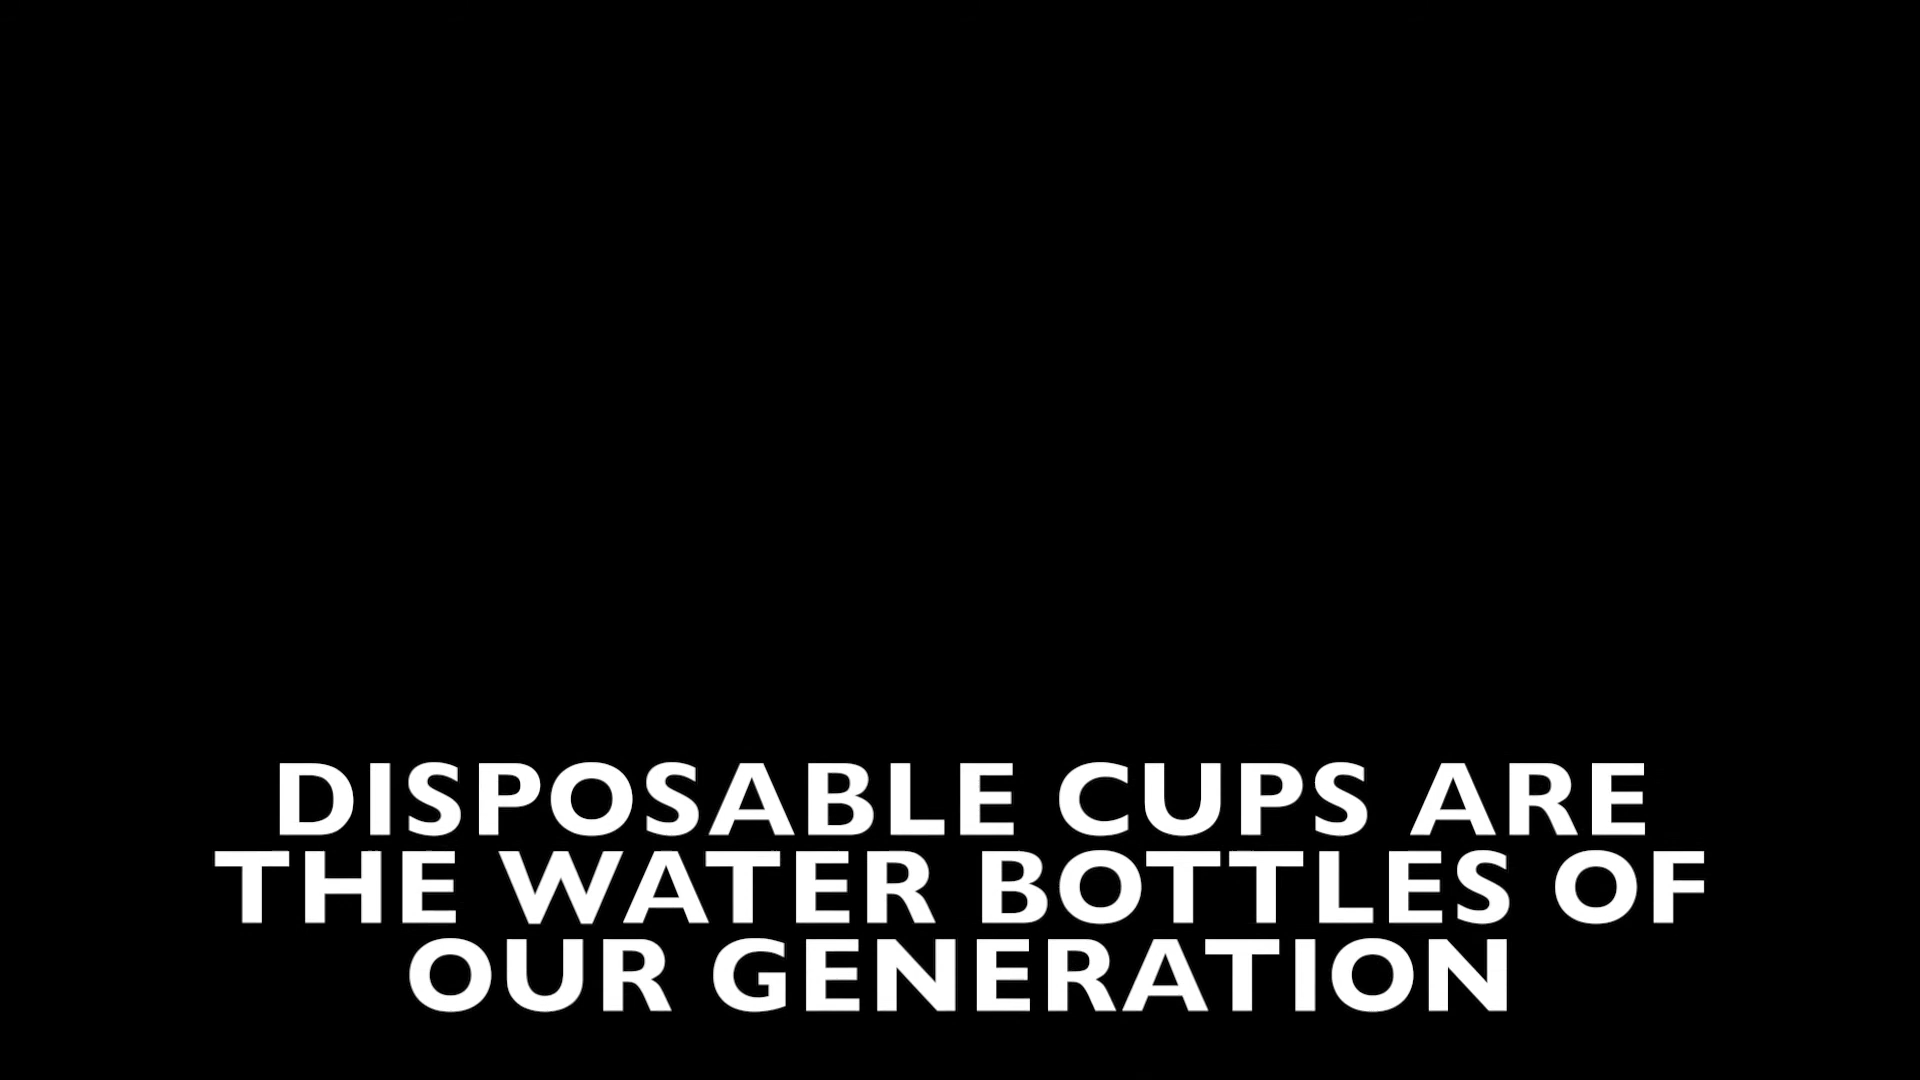 DISPOSABLE CUPS ARE
THE WATER BOTTLES OF
OUR GENERATION